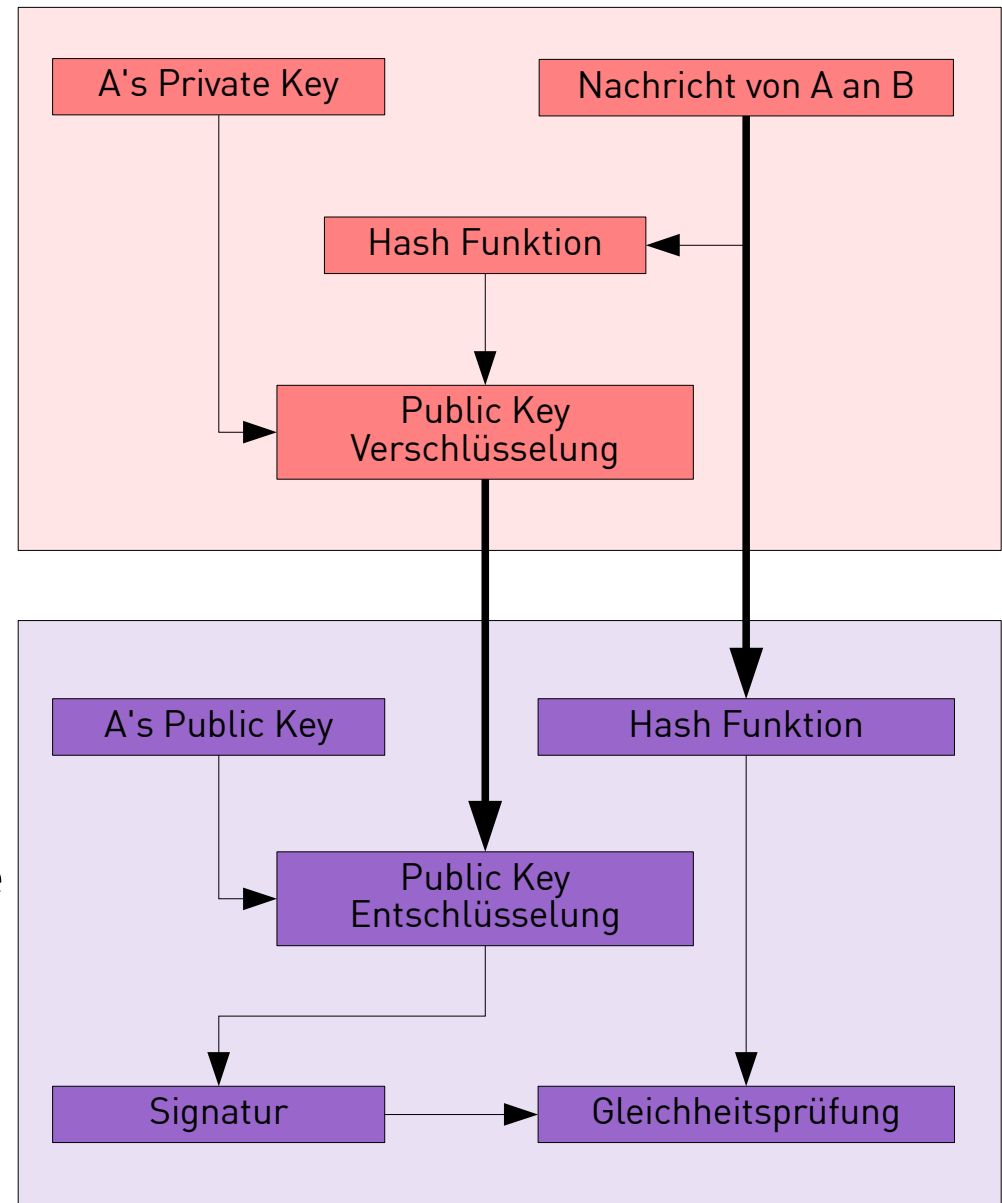 A's Private Key
Nachricht von A an B
Hash Funktion
Public Key
Verschlüsselung
A's Public Key
Hash Funktion
Public Key
Entschlüsselung
Signatur
Gleichheitsprüfung